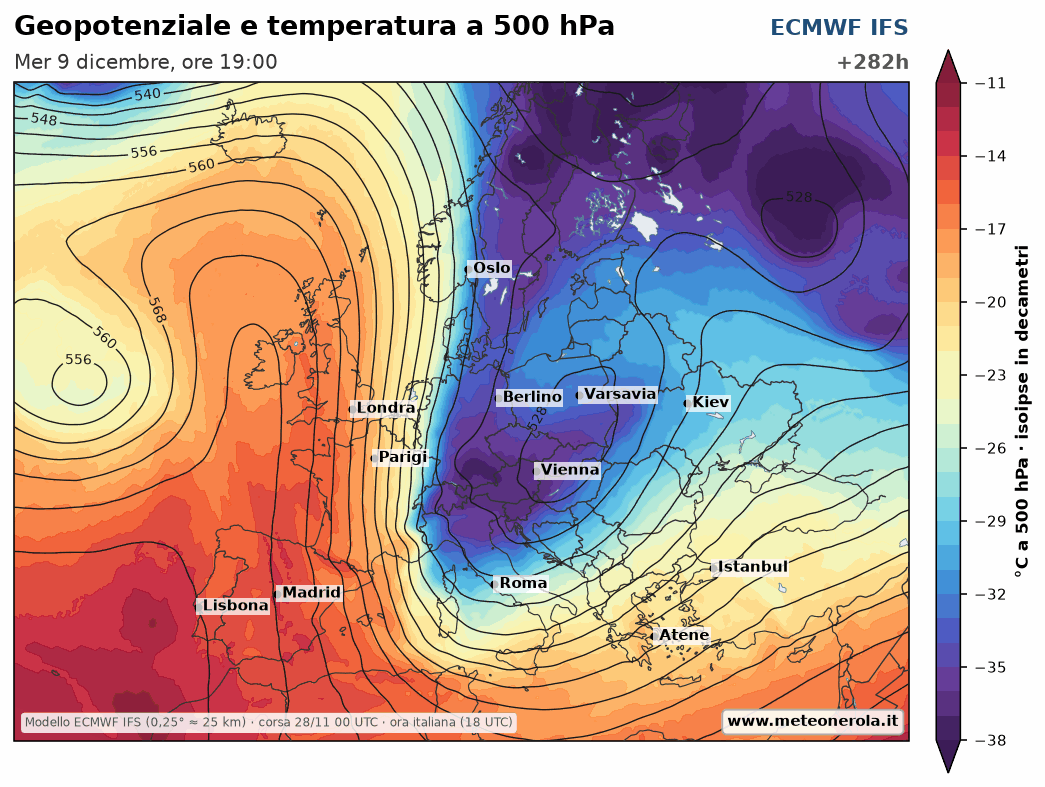 Geopotenziale e temperatura a 500 hPa
ECMWF IFS
Mer 9 dicembre, ore 19:00
+282h
540
548
556
560
568
560
556
528
528
Oslo
Londra
Parigi
Berlino
Varsavia
Kiev
Vienna
Roma
Istanbul
Atene
Madrid
Lisbona
−11
−14
−17
−20
−23
−26
−29
−32
−35
−38
°C a 500 hPa · isoipse in decametri
Modello ECMWF IFS (0,25° ≈ 25 km) · corsa 28/11 00 UTC · ora italiana (18 UTC)
www.meteonerola.it